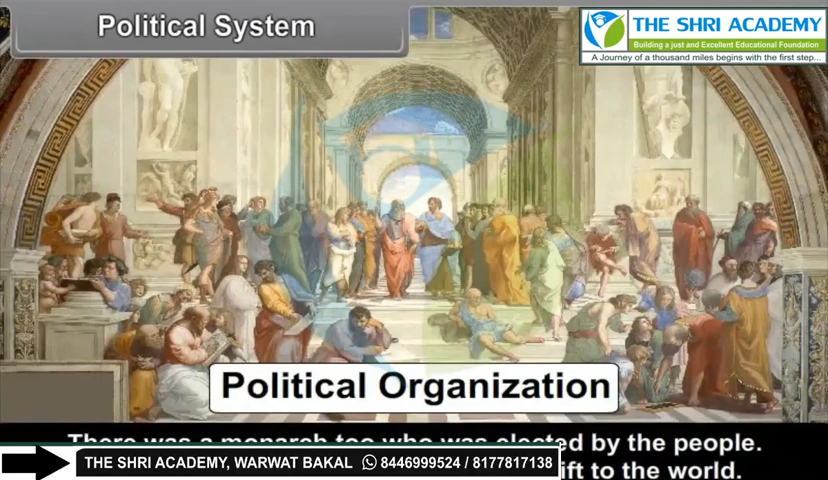 Political System
THE SHRI ACADEMY
Building a just and Excellent Educational Foundation
A Journey of a thousand miles begins with the first step...
Political Organization
There was a monarch too who was elected by the people.
THE SHRI ACADEMY, WARWAT BAKAL 8446999524 / 8177817138
ift to the world.